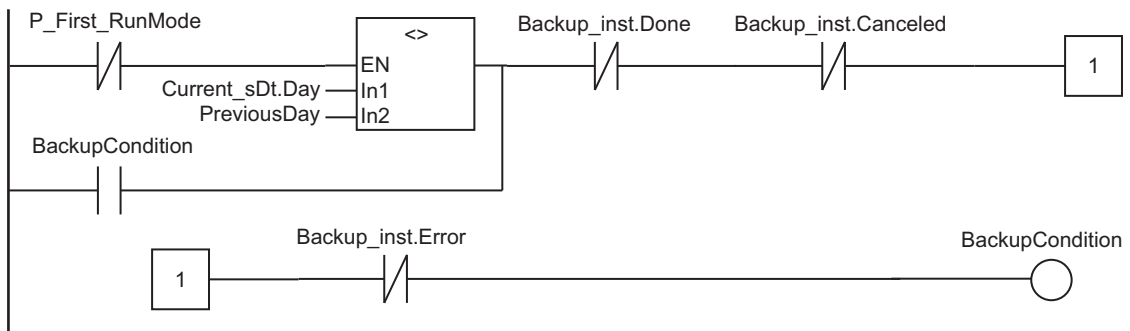 P_First_RunMode
<>
Backup_inst.Done
Backup_inst.Canceled
EN
1
Current_sDt.Day
In1
PreviousDay
In2
BackupCondition
Backup_inst.Error
BackupCondition
1